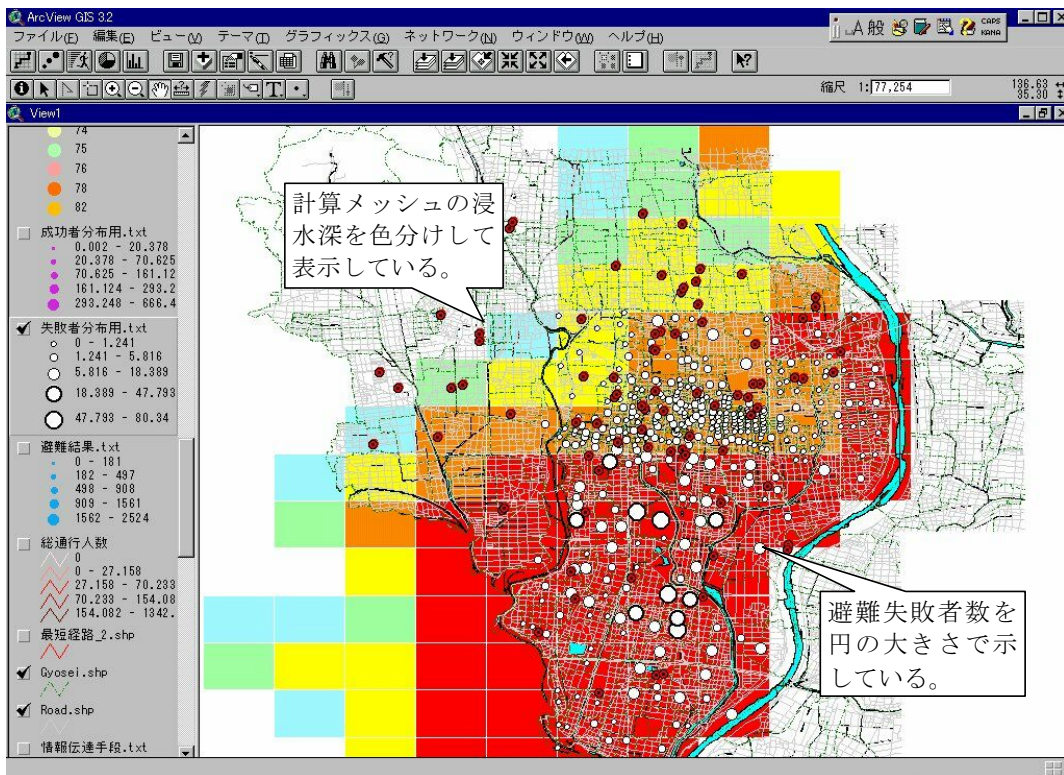 ArcView GIS 3.2
ファイル(F) 編集(E) ビュー(V) テーマ(T) グラフィックス(G) ネットワーク(N) ウィンドウ(W) ヘルプ(H)
A 般 CAPS KANA
縮尺 1: 77,254 136.63 35.30
View1
74
75
76
78
82
成功者分布用.txt
0.002 - 20.378
20.378 - 70.625
70.625 - 161.12
161.124 - 293.2
293.248 - 666.4
失敗者分布用.txt
0 - 1.241
1.241 - 5.816
5.816 - 18.389
18.389 - 47.793
47.793 - 80.34
避難結果.txt
0 - 181
182 - 497
498 - 908
909 - 1561
1562 - 2524
総通行人数
0
0 - 27.158
27.158 - 70.233
70.233 - 154.08
154.082 - 1342.
最短経路_2.shp
Gyosei.shp
Road.shp
情報伝達手段.txt
計算メッシュの浸
水深を色分けして
表示している。
避難失敗者数を
円の大きさで示
している。